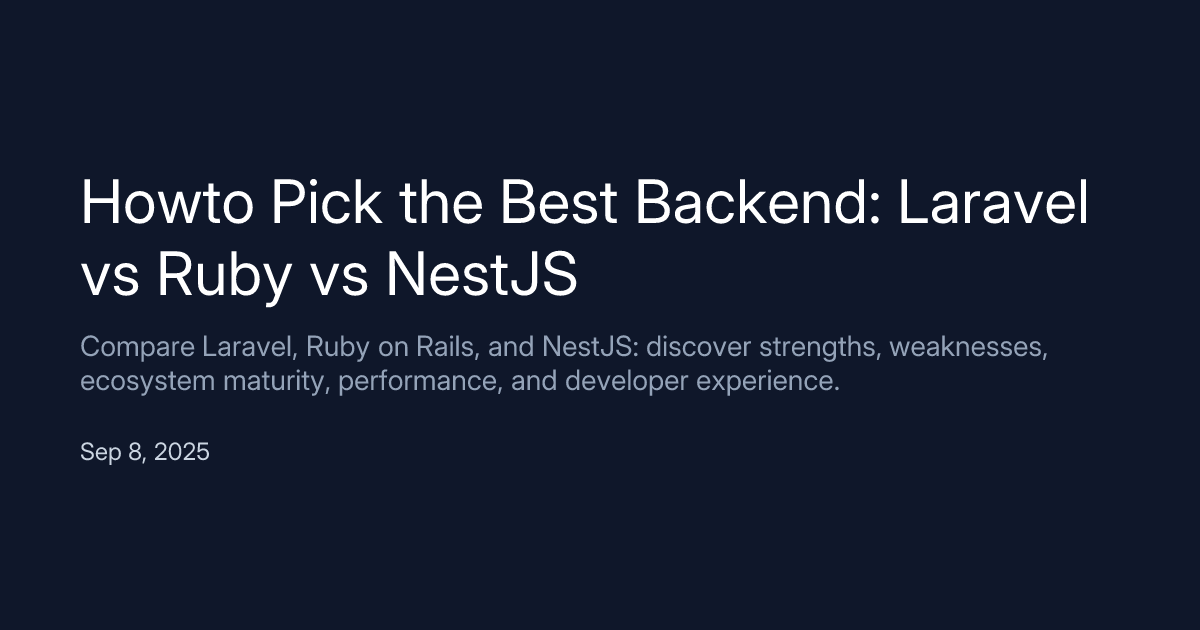 Howto Pick the Best Backend: Laravel
vs Ruby vs NestJS
Compare Laravel, Ruby on Rails, and NestJS: discover strengths, weaknesses,
ecosystem maturity, performance, and developer experience.
Sep 8, 2025